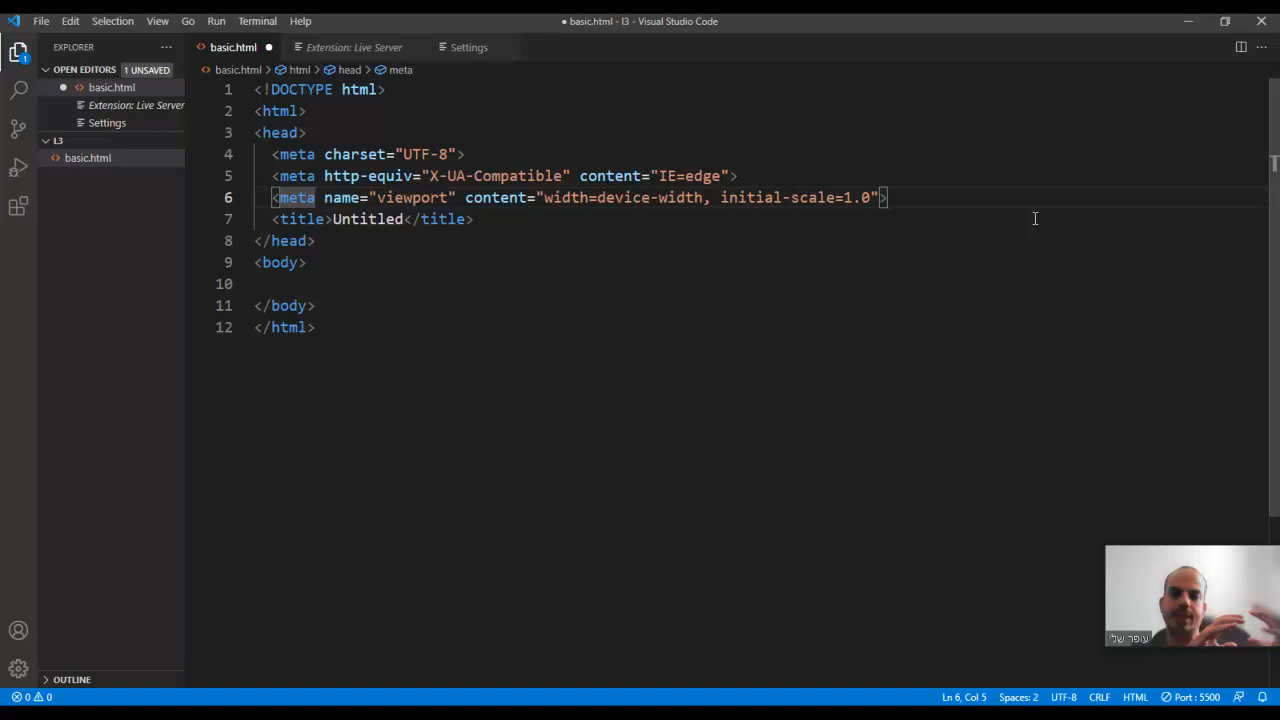 File Edit Selection View Go Run Terminal Help
● basic.html - l3 - Visual Studio Code
EXPLORER
basic.html
Extension: Live Server
Settings
OPEN EDITORS 1 UNSAVED
basic.html > html > head > meta
basic.html
Extension: Live Server
Settings
L3
basic.html
1 <!DOCTYPE html>
2 <html>
3 <head>
4 <meta charset="UTF-8">
5 <meta http-equiv="X-UA-Compatible" content="IE=edge">
6 <meta name="viewport" content="width=device-width, initial-scale=1.0">
7 <title>Untitled</title>
8 </head>
9 <body>
10
11 </body>
12 </html>
1
עופר שלי
OUTLINE
0 0
Ln 6, Col 5 Spaces: 2 UTF-8 CRLF HTML Port : 5500